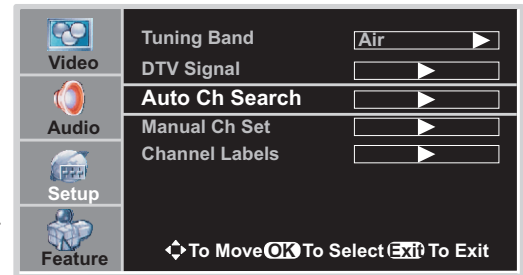 Video
Audio
Setup
Feature
Tuning Band Air
DTV Signal
Auto Ch Search
Manual Ch Set
Channel Labels
To Move OK To Select Exit To Exit